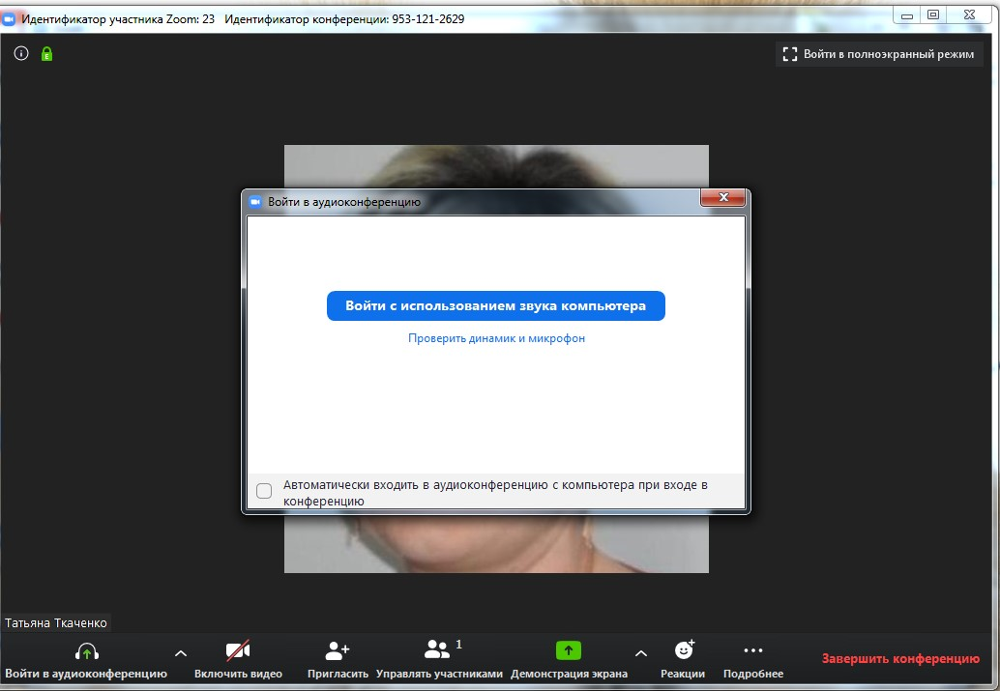 Идентификатор участника Zoom: 23 Идентификатор конференции: 953-121-2629
E
Войти в полноэкранный режим
Войти в аудиоконференцию
Войти с использованием звука компьютера
Проверить динамик и микрофон
Автоматически входить в аудиоконференцию с компьютера при входе в
конференцию
Татьяна Ткаченко
1
Войти в аудиоконференцию Включить видео Пригласить Управлять участниками Демонстрация экрана Реакции Подробнее Завершить конференцию